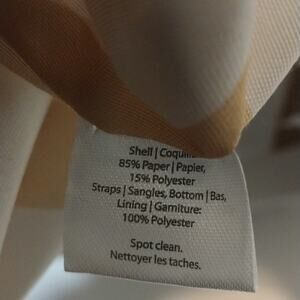 Shell | Coquille
85% Paper | Papier,
15% Polyester
Straps | Sangles, Bottom | Bas,
Lining | Garniture:
100% Polyester
Spot clean.
Nettoyer les taches.